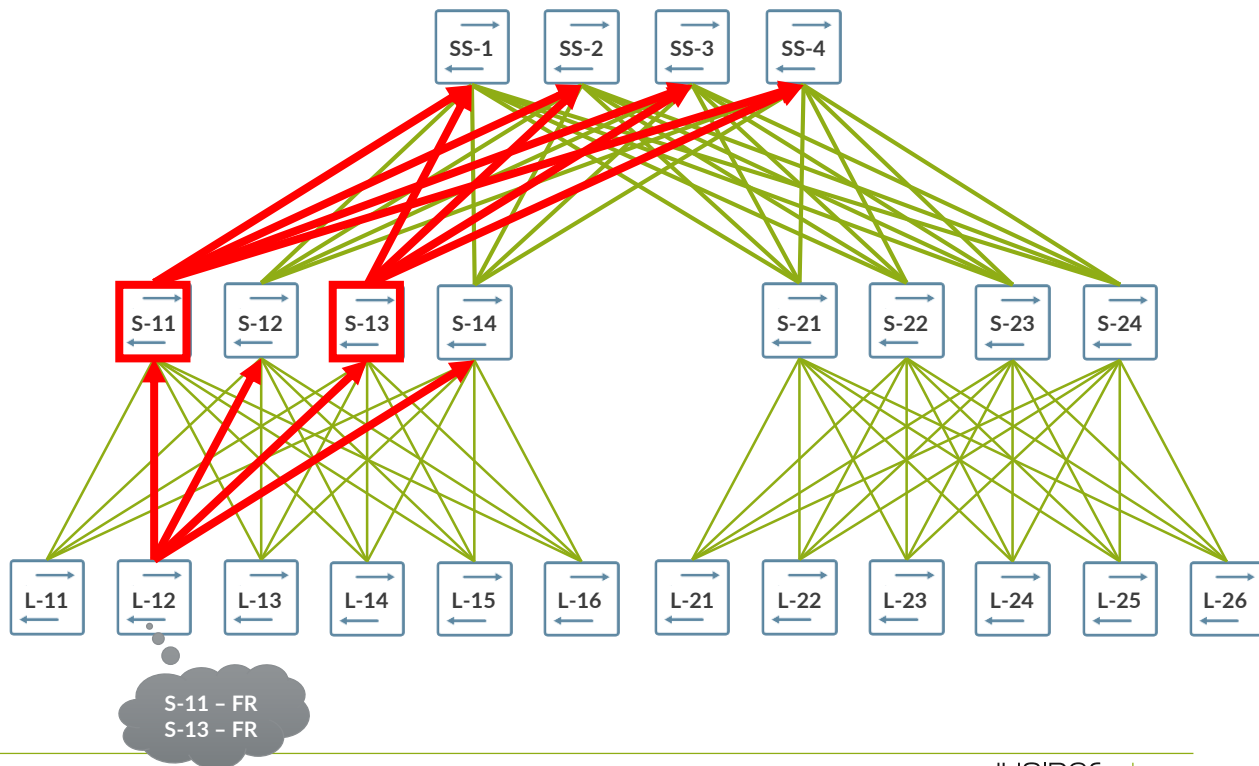 SS-1 SS-2 SS-3 SS-4
S-11 S-12 S-13 S-14 S-21 S-22 S-23 S-24
L-11 L-12 L-13 L-14 L-15 L-16 L-21 L-22 L-23 L-24 L-25 L-26
S-11 – FR
S-13 – FR